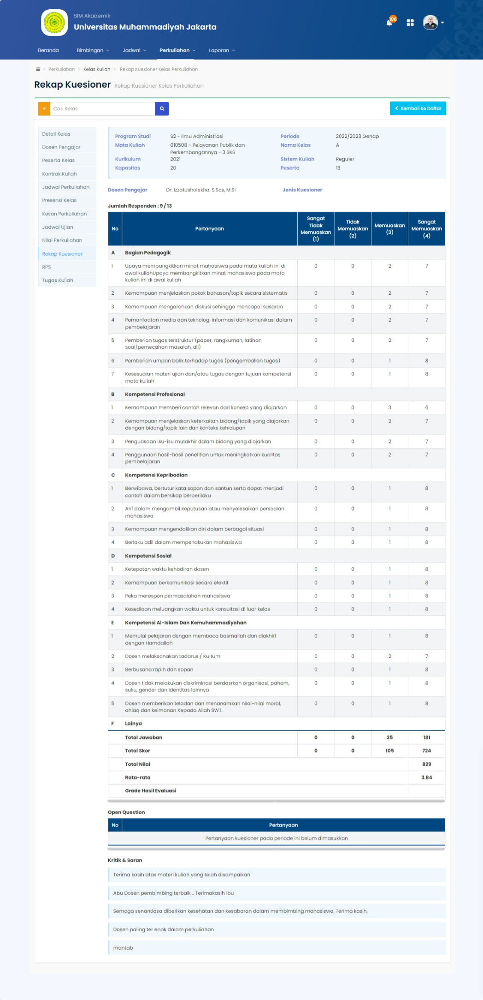 SIM Akademik
Universitas Muhammadiyah Jakarta
106
Beranda Bimbingan Jadwal Perkuliahan Laporan
Perkuliahan > Kelas Kuliah > Rekap Kuesioner Kelas Perkuliahan
Rekap Kuesioner Rekap Kuesioner Kelas Perkuliahan
« Cari Kelas
Kembali ke Daftar
Detail Kelas
Dosen Pengajar
Peserta Kelas
Kontrak Kuliah
Jadwal Perkuliahan
Presensi Kelas
Kesan Perkuliahan
Jadwal Ujian
Nilai Perkuliahan
Rekap Kuesioner
RPS
Tugas Kuliah
Program Studi S2 - Ilmu Administrasi Periode 2022/2023 Genap
Mata Kuliah 010508 - Pelayanan Publik dan Nama Kelas A
Perkembangannya - 3 SKS
Kurikulum 2021 Sistem Kuliah Reguler
Kapasitas 20 Peserta 13
Dosen Pengajar Dr. Izzatusholekha, S.Sos, M.Si Jenis Kuesioner
Jumlah Responden : 9 / 13
No Pertanyaan
Sangat
Tidak
Memuaskan
(1)
Tidak
Memuaskan
(2)
Memuaskan
(3)
Sangat
Memuaskan
(4)
A Bagian Pedagogik
1 Upaya membangkitkan minat mahasiswa pada mata kuliah ini di 0 0 2 7
awal kuliahUpaya membangkitkan minat mahasiswa pada mata
kuliah ini di awal kuliah
2 Kemampuan menjelaskan pokok bahasan/topik secara sistematis 0 0 2 7
3 Kemampuan mengarahkan diskusi sehingga mencapai sasaran 0 0 2 7
4 Pemanfaatan media dan teknologi informasi dan komunikasi dalam 0 0 2 7
pembelajaran
5 Pemberian tugas terstruktur (paper, rangkuman, latihan 0 0 2 7
soal/pemecahan masalah, dll)
6 Pemberian umpan balik terhadap tugas (pengembalian tugas) 0 0 1 8
7 Kesesuaian materi ujian dan/atau tugas dengan tujuan kompetensi 0 0 1 8
mata kuliah
B Kompetensi Profesional
1 Kemampuan memberi contoh relevan dari konsep yang diajarkan 0 0 3 6
2 Kemampuan menjelaskan keterkaitan bidang/topik yang diajarkan 0 0 2 7
dengan bidang/topik lain dan konteks kehidupan
3 Penguasaan isu-isu mutakhir dalam bidang yang diajarkan 0 0 2 7
4 Penggunaan hasil-hasil penelitian untuk meningkatkan kualitas 0 0 2 7
pembelajaran
C Kompetensi Kepribadian
1 Berwibawa, bertutur kata sopan dan santun serta dapat menjadi 0 0 1 8
contoh dalam bersikap berperilaku
2 Arif dalam mengambil keputusan atau menyelesaikan persoalan 0 0 1 8
mahasiswa
3 Kemampuan mengendalikan diri dalam berbagai situasi 0 0 1 8
4 Berlaku adil dalam memperlakukan mahasiswa 0 0 1 8
D Kompetensi Sosial
1 Ketepatan waktu kehadiran dosen 0 0 1 8
2 Kemampuan berkomunikasi secara efektif 0 0 1 8
3 Peka merespon permasalahan mahasiswa 0 0 1 8
4 Kesediaan meluangkan waktu untuk konsultasi di luar kelas 0 0 1 8
E Kompetensi Al-Islam Dan Kemuhammadiyahan
1 Memulai pelajaran dengan membaca basmallah dan diakhiri 0 0 1 8
dengan Hamdallah
2 Dosen melaksanakan tadarus / Kultum 0 0 2 7
3 Berbusana rapih dan sopan 0 0 1 8
4 Dosen tidak melakukan diskriminasi berdasrkan organisasi, paham, 0 0 1 8
suku, gender dan identitas lainnya
5 Dosen memberikan teladan dan menanamkan nilai-nilai moral, 0 0 1 8
ahlaq dan keimanan Kepada Allah SWT.
F Lainya
Total Jawaban 0 0 35 181
Total Skor 0 0 105 724
Total Nilai 829
Rata-rata 3.84
Grade Hasil Evaluasi
Open Question
No Pertanyaan
Pertanyaan kuesioner pada periode ini belum dimasukkan
Kritik & Saran
Terima kasih atas materi kuliah yang telah disampaikan
Abu Dosen pembimbing terbaik .. Terimakasih ibu
Semoga senantiasa diberikan kesehatan dan kesabaran dalam membimbing mahasiswa. Terima kasih.
Dosen paling ter enak dalam perkuliahan
mantab